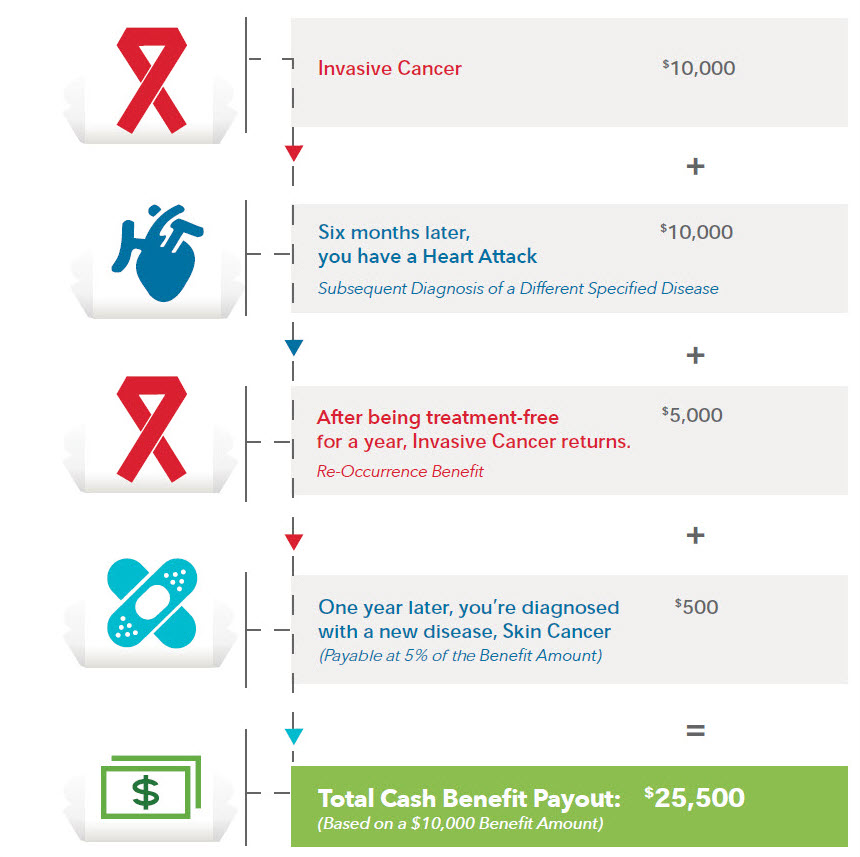 Invasive Cancer $10,000
+
Six months later, $10,000
you have a Heart Attack
Subsequent Diagnosis of a Different Specified Disease
+
After being treatment-free $5,000
for a year, Invasive Cancer returns.
Re-Occurrence Benefit
+
One year later, you’re diagnosed $500
with a new disease, Skin Cancer
(Payable at 5% of the Benefit Amount)
=
$
Total Cash Benefit Payout: $25,500
(Based on a $10,000 Benefit Amount)